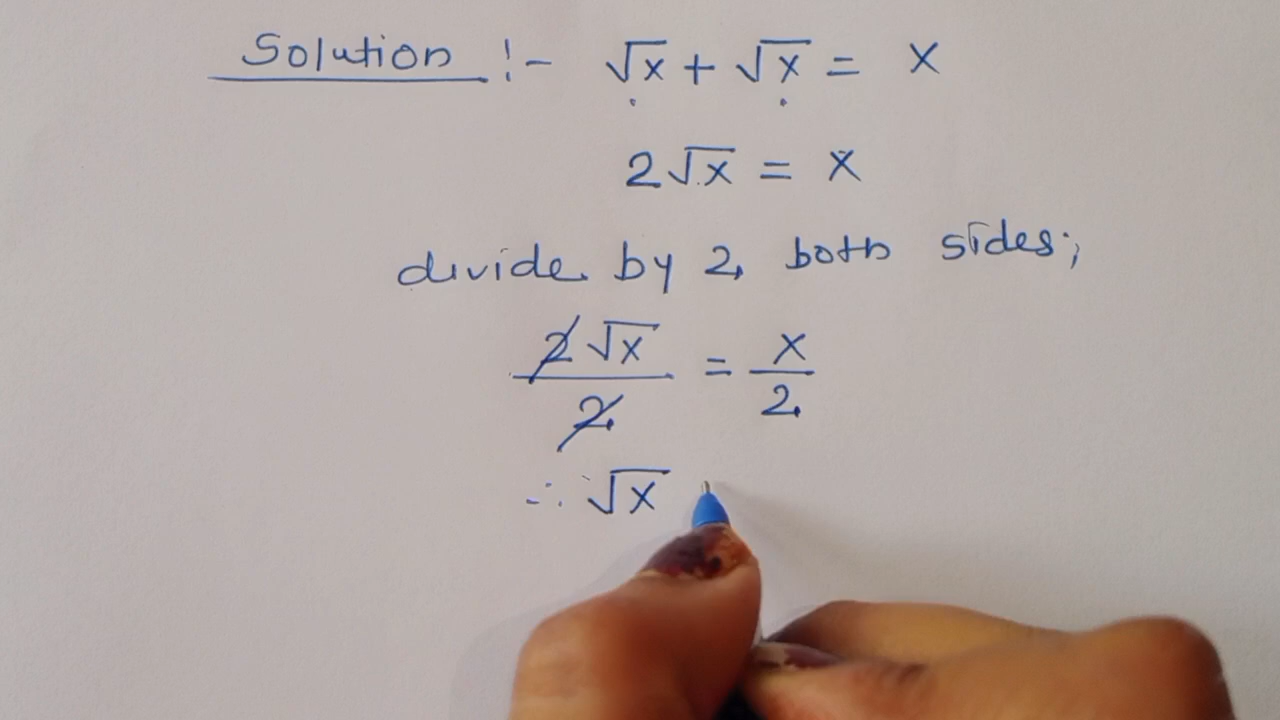 Solution :- √x + √x = x
2√x = x
divide by 2, both sides;
2√x / 2 = x / 2
∴ √x